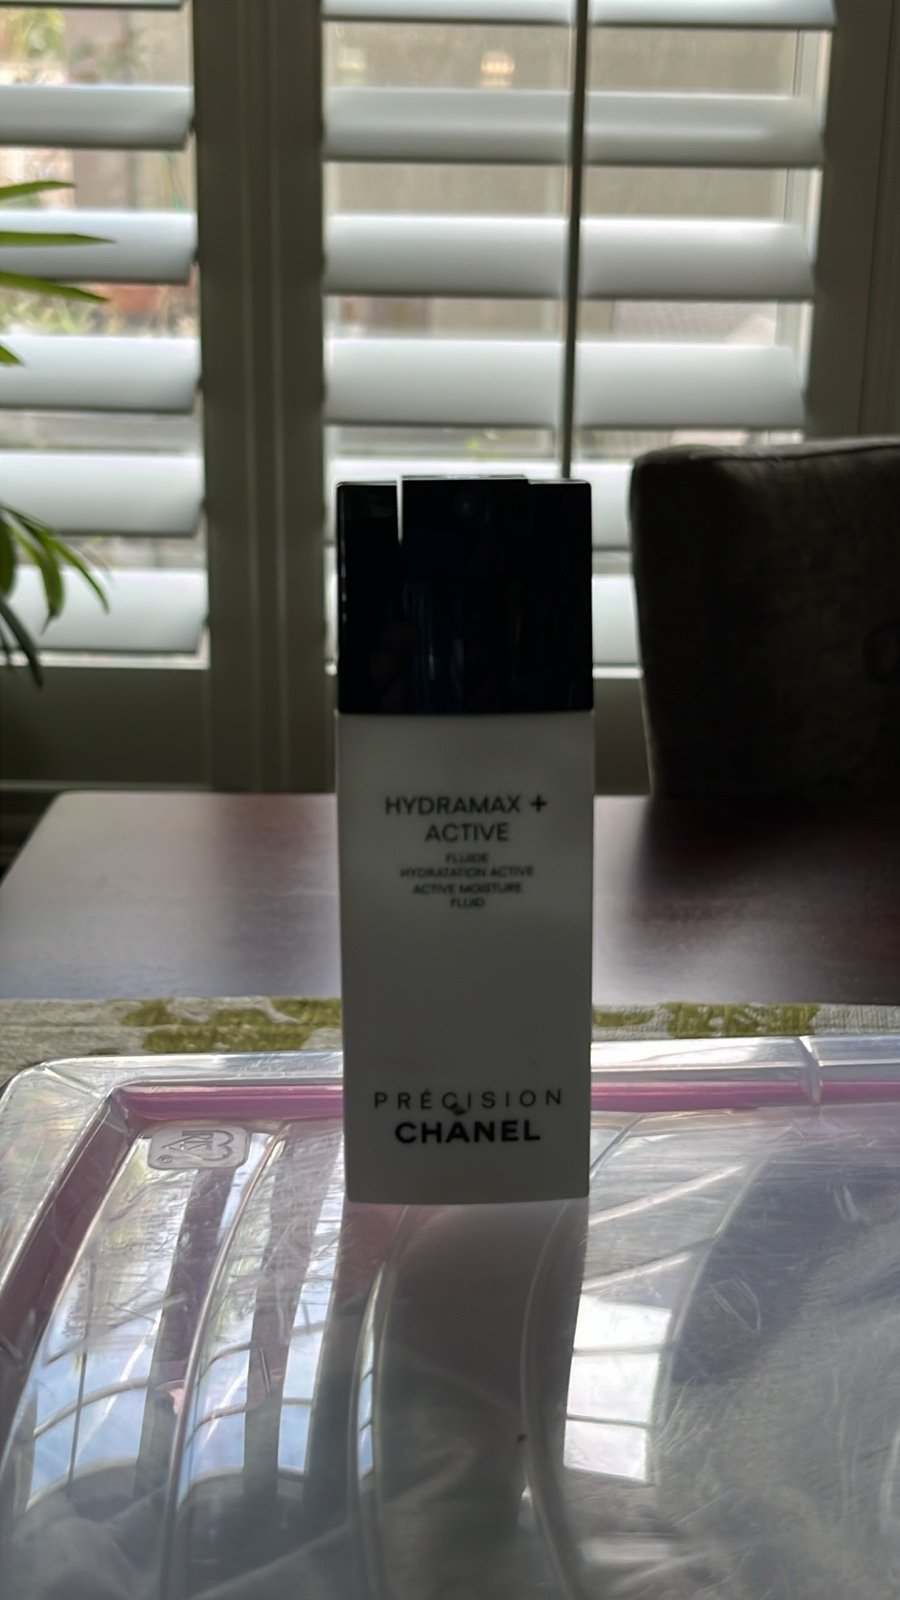 HYDRAMAX +
ACTIVE
FLUIDE
HYDRATATION ACTIVE
ACTIVE MOISTURE
FLUID
PRÉCISION
CHANEL